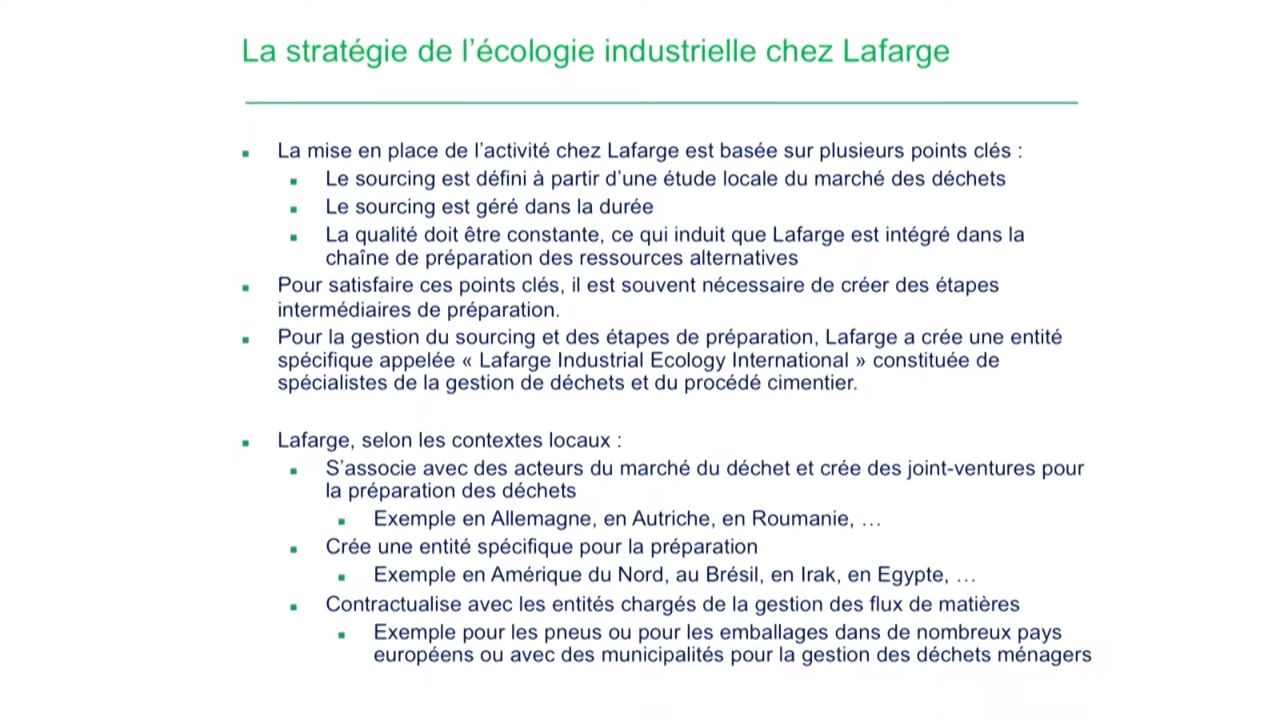 La stratégie de l'écologie industrielle chez Lafarge
La mise en place de l'activité chez Lafarge est basée sur plusieurs points clés :
Le sourcing est défini à partir d'une étude locale du marché des déchets
Le sourcing est géré dans la durée
La qualité doit être constante, ce qui induit que Lafarge est intégré dans la
chaîne de préparation des ressources alternatives
Pour satisfaire ces points clés, il est souvent nécessaire de créer des étapes
intermédiaires de préparation.
Pour la gestion du sourcing et des étapes de préparation, Lafarge a crée une entité
spécifique appelée « Lafarge Industrial Ecology International » constituée de
spécialistes de la gestion de déchets et du procédé cimentier.
Lafarge, selon les contextes locaux :
S'associe avec des acteurs du marché du déchet et crée des joint-ventures pour
la préparation des déchets
Exemple en Allemagne, en Autriche, en Roumanie, …
Crée une entité spécifique pour la préparation
Exemple en Amérique du Nord, au Brésil, en Irak, en Egypte, …
Contractualise avec les entités chargés de la gestion des flux de matières
Exemple pour les pneus ou pour les emballages dans de nombreux pays
européens ou avec des municipalités pour la gestion des déchets ménagers